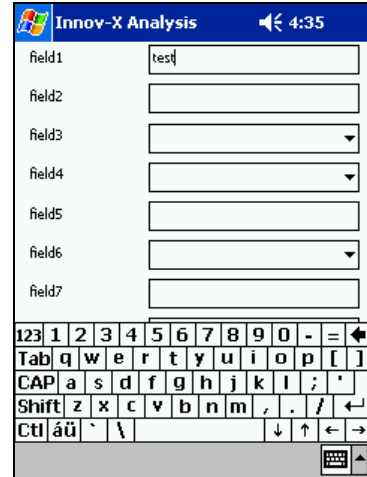 Innov-X Analysis 4:35
field1 test
field2
field3
field4
field5
field6
field7
123 1 2 3 4 5 6 7 8 9 0 - =
Tab q w e r t y u i o p [ ]
CAP a s d f g h j k l ; '
Shift z x c v b n m , . /
Ctl áü ` \